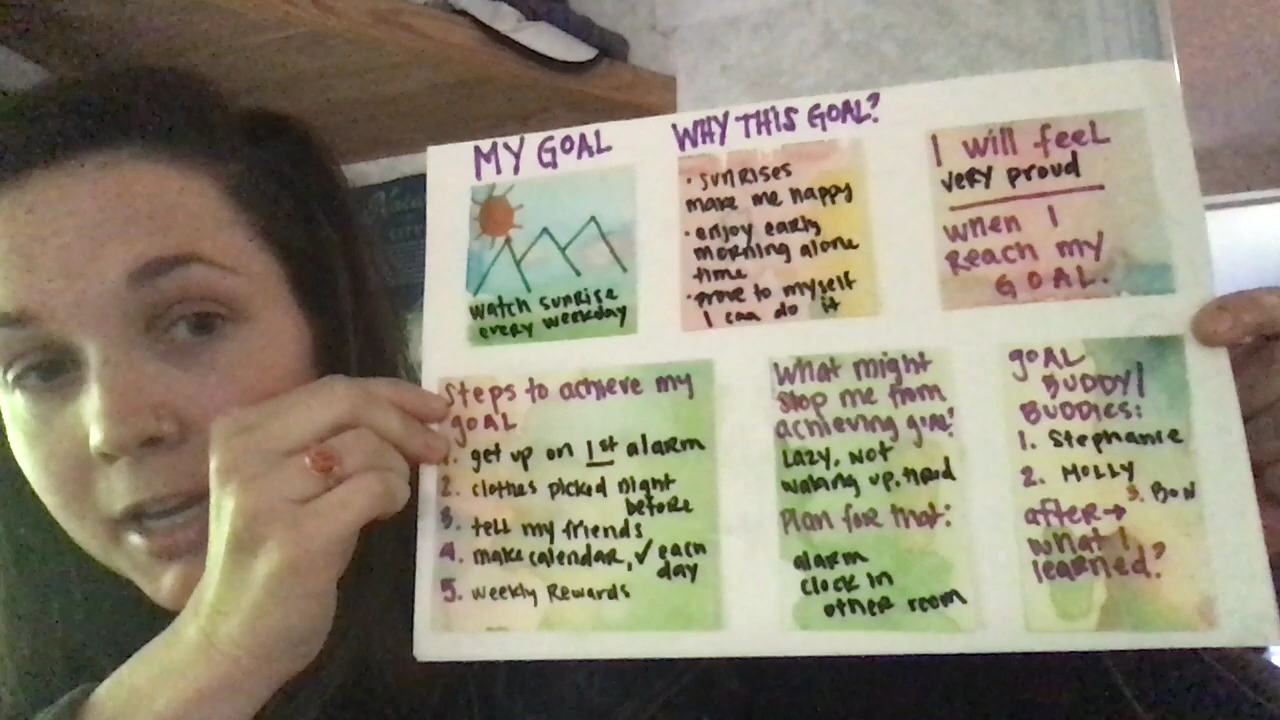 MY GOAL
watch sunrise
every weekday
WHY THIS GOAL?
• sunrises
make me happy
• enjoy early
morning alone
time
• prove to myself
I can do it
I will feel
very proud
when I
reach my
GOAL.
Steps to achieve my
goal
1. get up on 1st alarm
2. clothes picked night
before
3. tell my friends
4. make calendar, ✓ each
day
5. weekly rewards
What might
stop me from
achieving goal?
Lazy, not
waking up, tired
Plan for that:
alarm
clock in
other room
goal
buddy/
buddies:
1. Stephanie
2. Molly
3. Bon
after→
what I
learned?